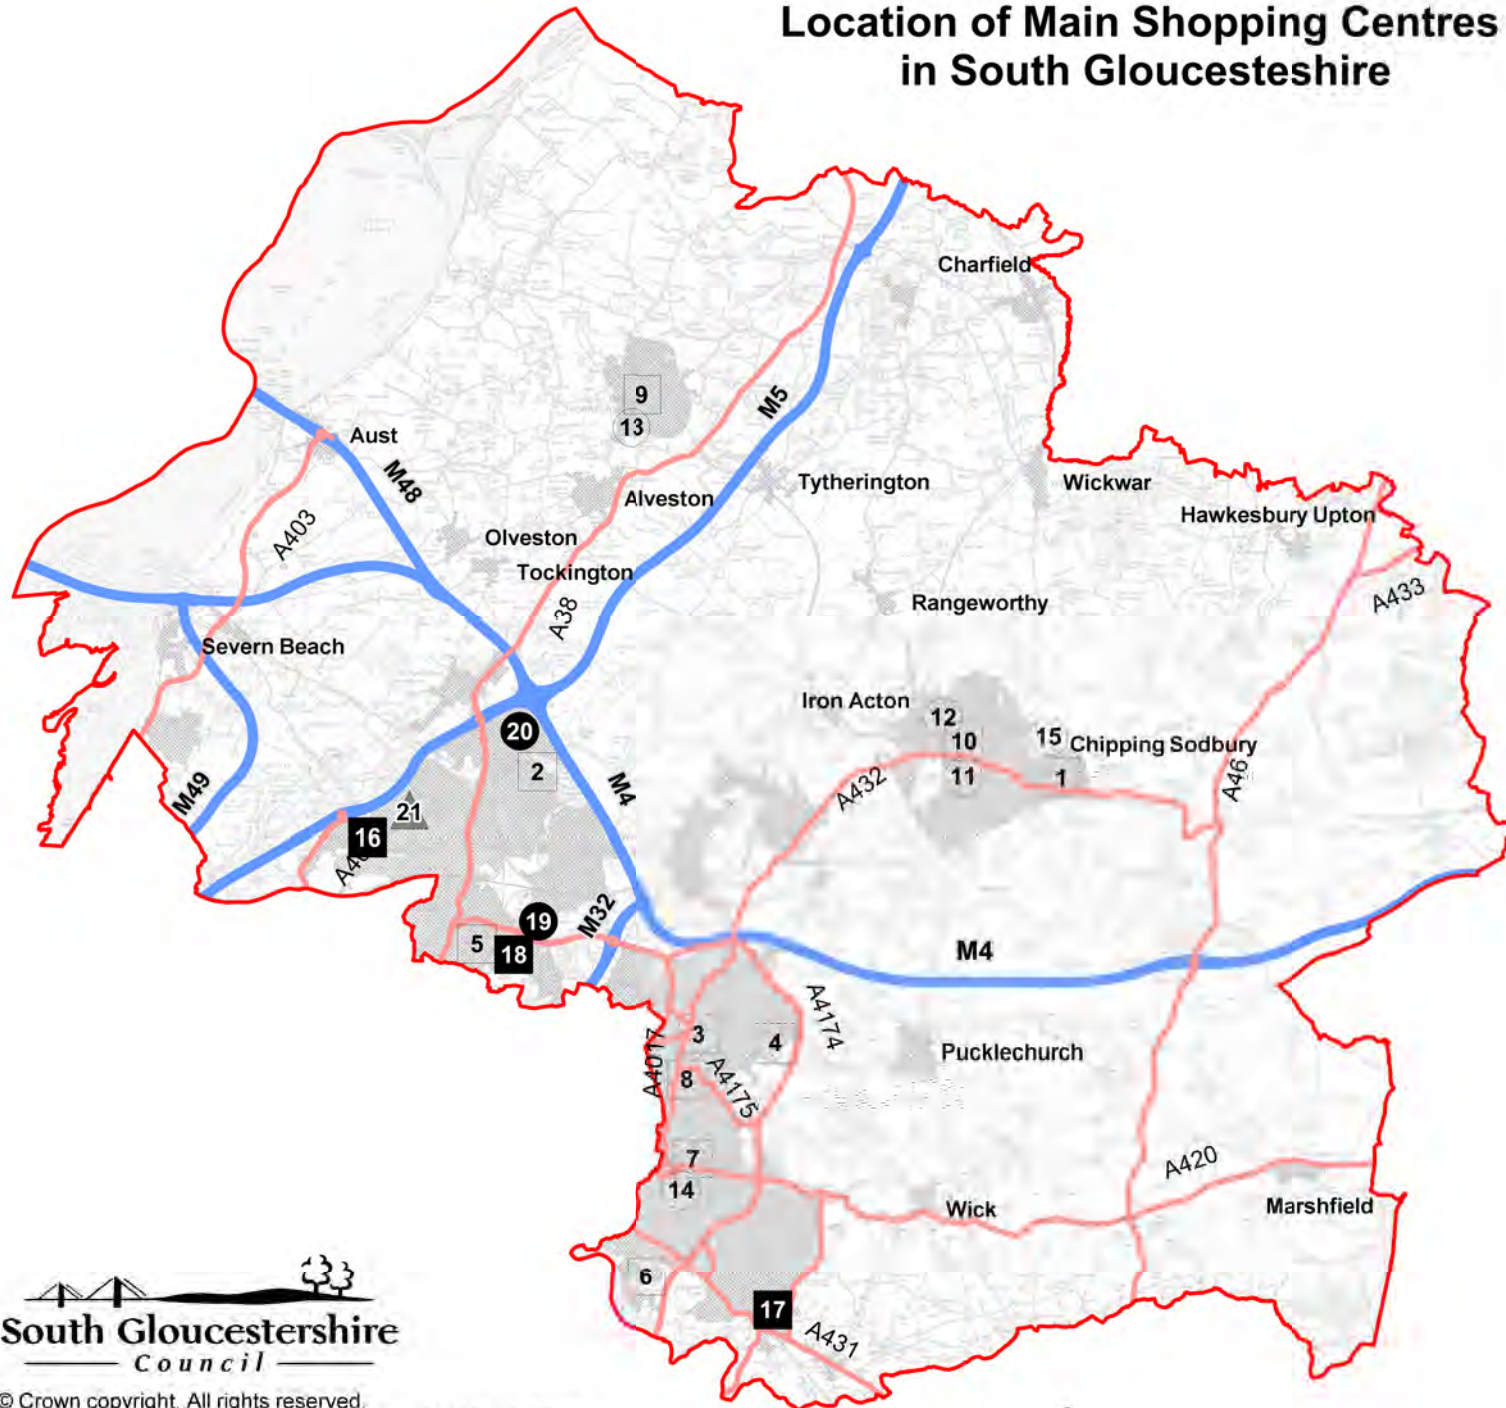 Location of Main Shopping Centres
in South Gloucesteshire
Charfield
9
13
M5
Aust
M48
Tytherington
Wickwar
Alveston
Hawkesbury Upton
A403
Olveston
Tockington
A38
Rangeworthy
A433
Severn Beach
Iron Acton
12
20
10
15
Chipping Sodbury
2
11
1
A46
M49
M4
A432
21
16
19
M32
5
18
M4
A4174
3
4
A4017
Pucklechurch
8
A4175
7
A420
14
Wick
Marshfield
6
17
A431
South Gloucestershire
Council
© Crown copyright. All rights reserved.